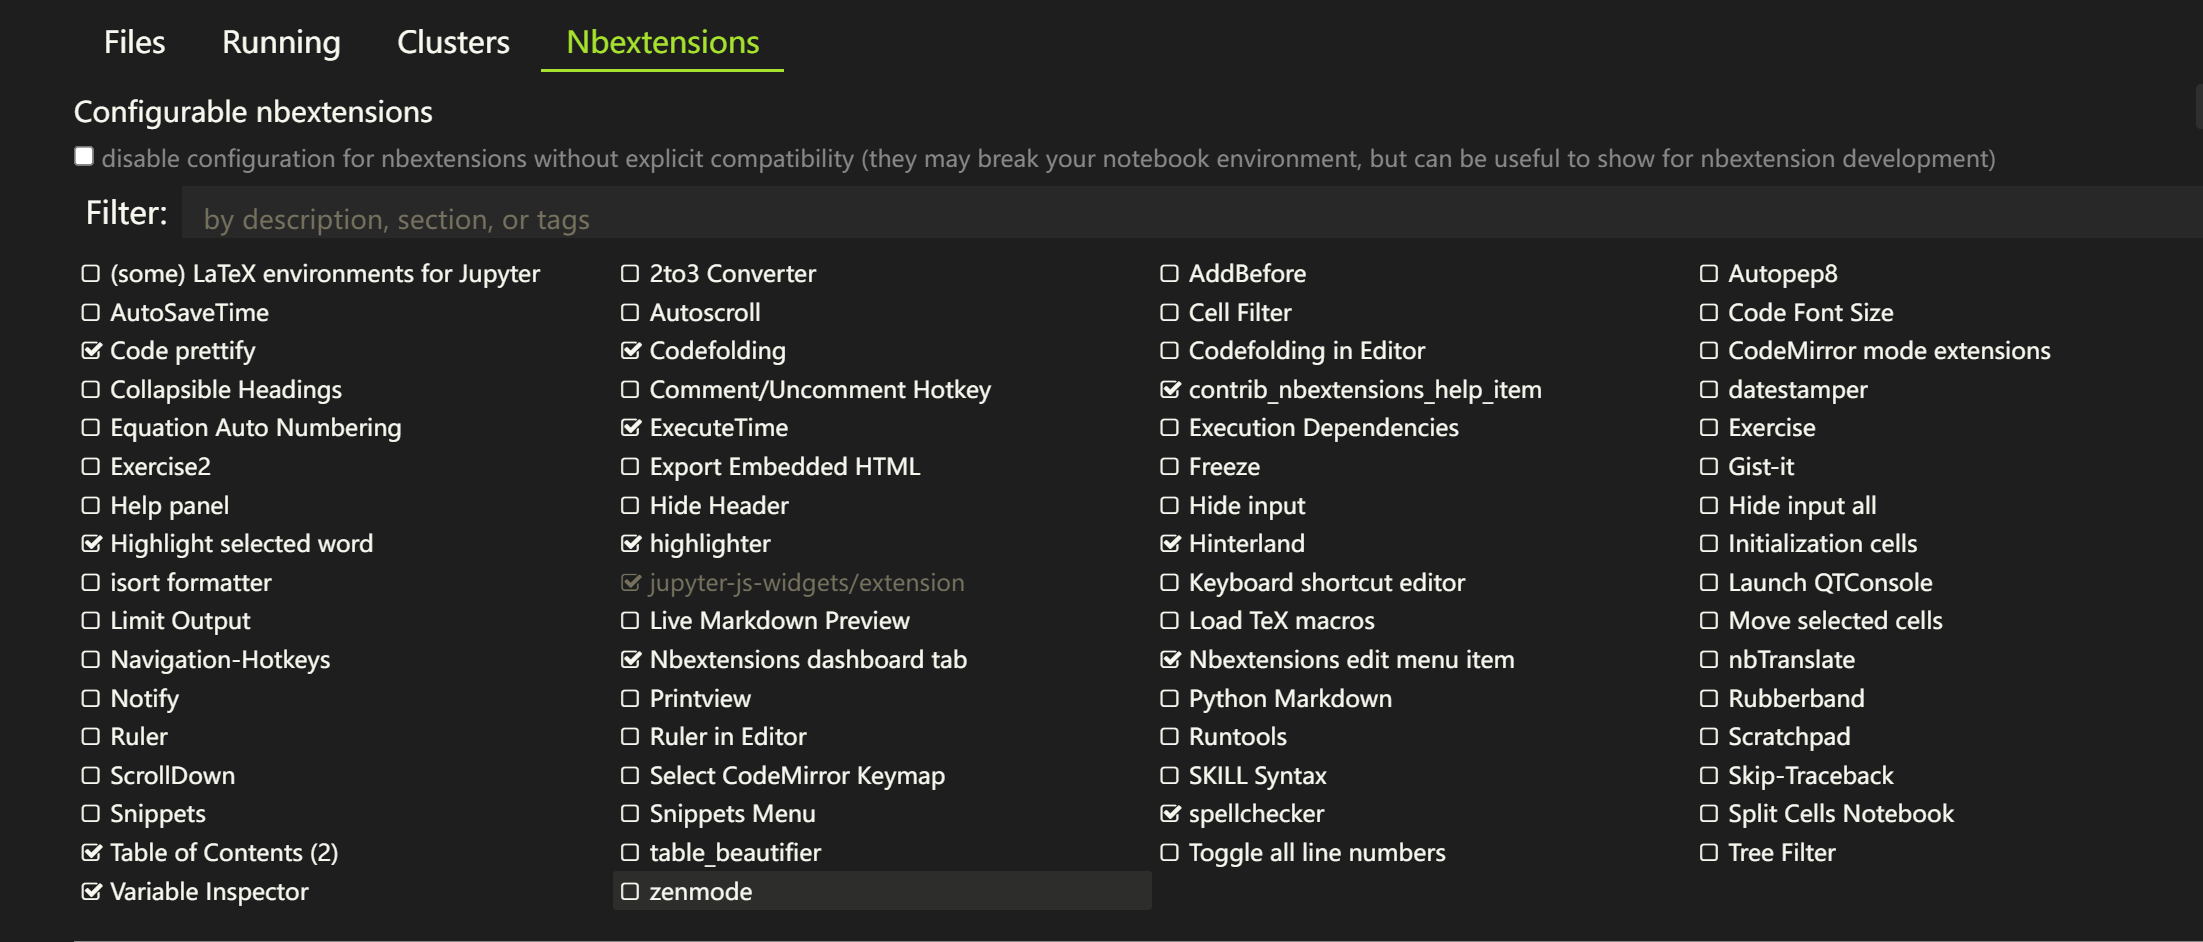 Files Running Clusters Nbextensions
Configurable nbextensions
disable configuration for nbextensions without explicit compatibility (they may break your notebook environment, but can be useful to show for nbextension development)
Filter: by description, section, or tags
(some) LaTeX environments for Jupyter 2to3 Converter AddBefore Autopep8
AutoSaveTime Autoscroll Cell Filter Code Font Size
Code prettify Codefolding Codefolding in Editor CodeMirror mode extensions
Collapsible Headings Comment/Uncomment Hotkey contrib_nbextensions_help_item datestamper
Equation Auto Numbering ExecuteTime Execution Dependencies Exercise
Exercise2 Export Embedded HTML Freeze Gist-it
Help panel Hide Header Hide input Hide input all
Highlight selected word highlighter Hinterland Initialization cells
isort formatter jupyter-js-widgets/extension Keyboard shortcut editor Launch QTConsole
Limit Output Live Markdown Preview Load TeX macros Move selected cells
Navigation-Hotkeys Nbextensions dashboard tab Nbextensions edit menu item nbTranslate
Notify Printview Python Markdown Rubberband
Ruler Ruler in Editor Runtools Scratchpad
ScrollDown Select CodeMirror Keymap SKILL Syntax Skip-Traceback
Snippets Snippets Menu spellchecker Split Cells Notebook
Table of Contents (2) table_beautifier Toggle all line numbers Tree Filter
Variable Inspector zenmode